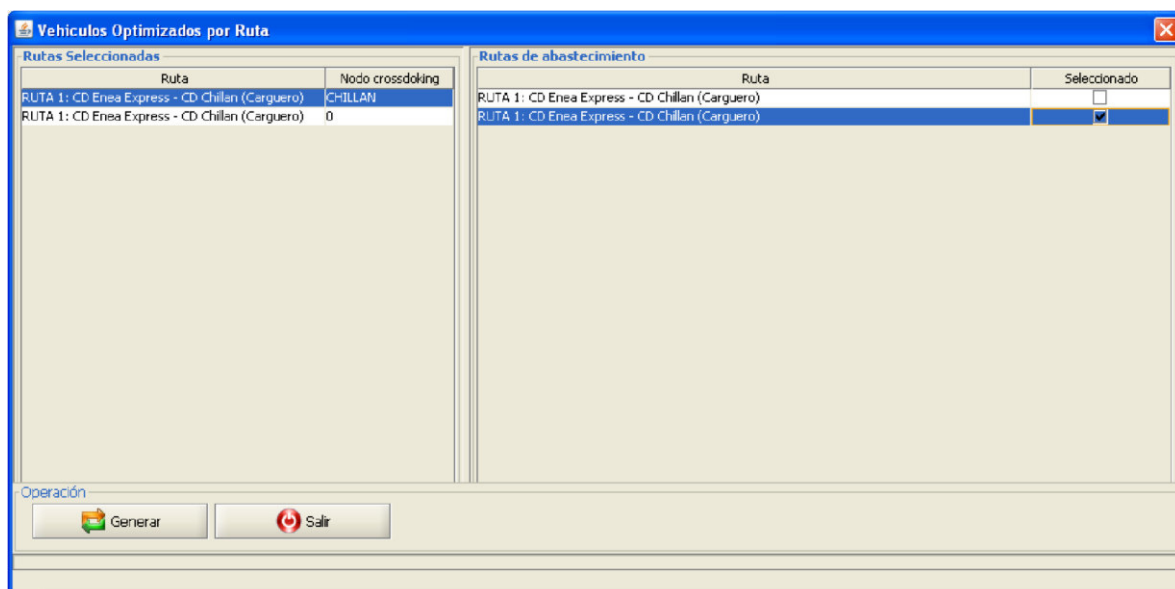 Vehiculos Optimizados por Ruta
Rutas Seleccionadas
Ruta Nodo crossdoking
RUTA 1: CD Enea Express - CD Chillan (Carguero) CHILLAN
RUTA 1: CD Enea Express - CD Chillan (Carguero) 0
Rutas de abastecimiento
Ruta Seleccionado
RUTA 1: CD Enea Express - CD Chillan (Carguero)
RUTA 1: CD Enea Express - CD Chillan (Carguero)
Operación
Generar Salir